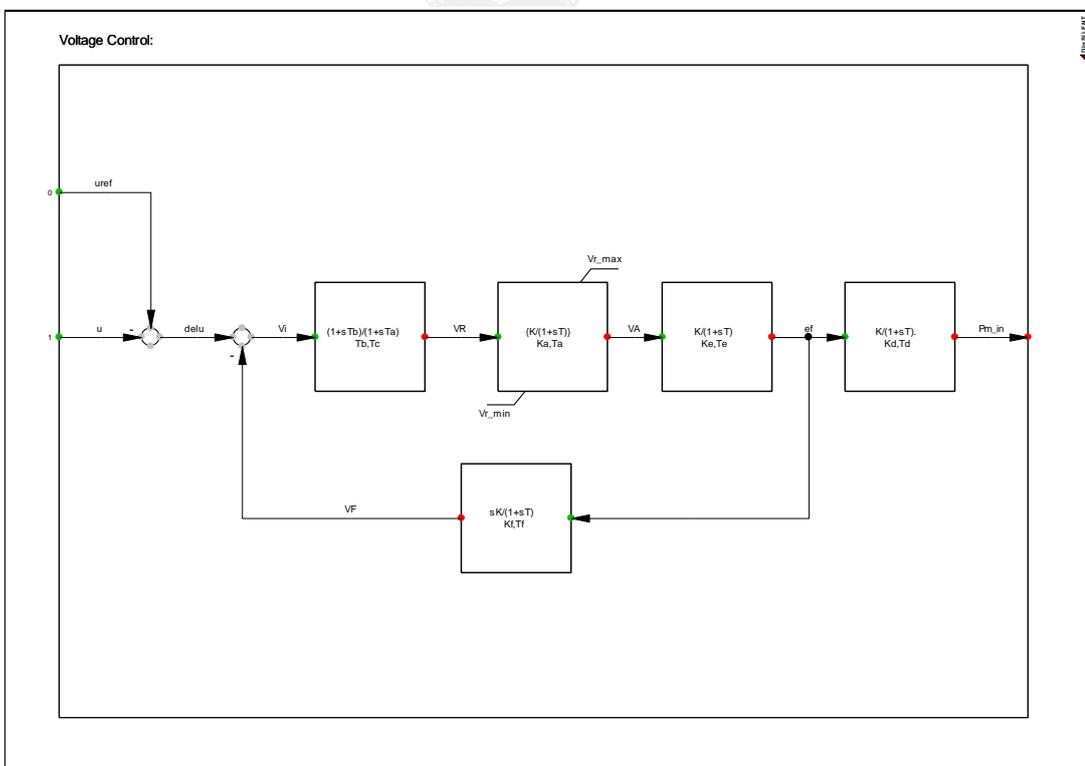 Voltage Control:
DIgSILENT
0
uref
Vr_max
1
u
-
delu
Vi
(1+sTb)/(1+sTa)
Tb,Tc
VR
{K/(1+sT)}
Ka,Ta
VA
K/(1+sT)
Ke,Te
ef
K/(1+sT).
Kd,Td
Pm_in
-
Vr_min
VF
sK/(1+sT)
Kf,Tf